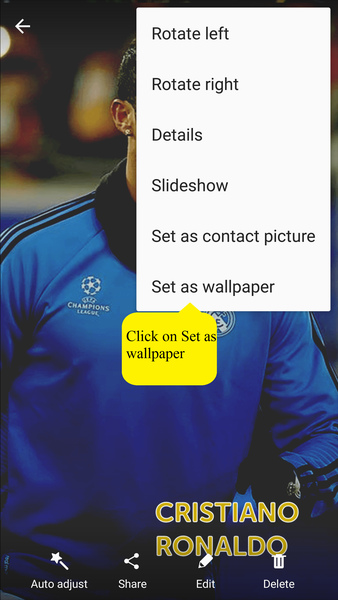 Rotate left
Rotate right
Details
Slideshow
Set as contact picture
Set as wallpaper
UEFA
CHAMPIONS
LEAGUE
Click on Set as
wallpaper
CRISTIANO
RONALDO
Auto adjust
Share
Edit
Delete